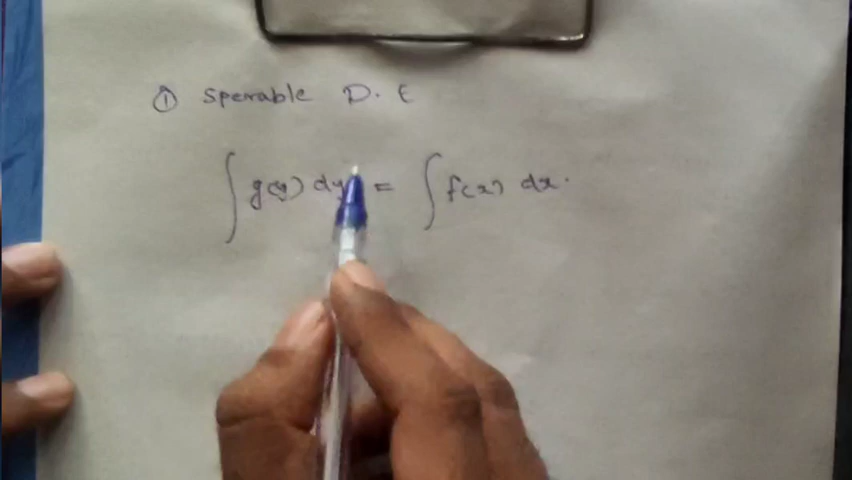 ① Sperable D.E
∫ g(y) dy = ∫ f(x) dx.